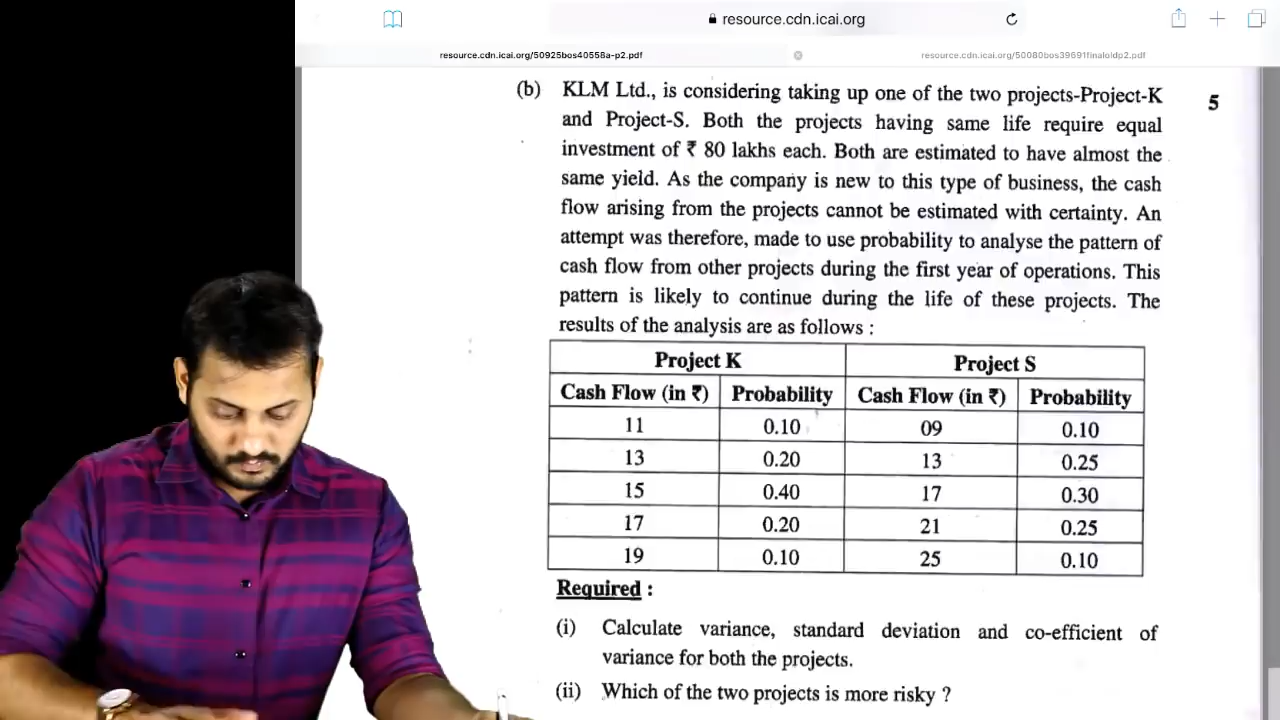 resource.cdn.icai.org
resource.cdn.icai.org/50925bos40558a-p2.pdf
resource.cdn.icai.org/50080bos39691finaloldp2.pdf
(b) KLM Ltd., is considering taking up one of the two projects-Project-K 5
and Project-S. Both the projects having same life require equal
investment of ₹ 80 lakhs each. Both are estimated to have almost the
same yield. As the company is new to this type of business, the cash
flow arising from the projects cannot be estimated with certainty. An
attempt was therefore, made to use probability to analyse the pattern of
cash flow from other projects during the first year of operations. This
pattern is likely to continue during the life of these projects. The
results of the analysis are as follows :
Project K Project S
Cash Flow (in ₹) Probability Cash Flow (in ₹) Probability
11 0.10 09 0.10
13 0.20 13 0.25
15 0.40 17 0.30
17 0.20 21 0.25
19 0.10 25 0.10
Required :
(i) Calculate variance, standard deviation and co-efficient of
variance for both the projects.
(ii) Which of the two projects is more risky ?